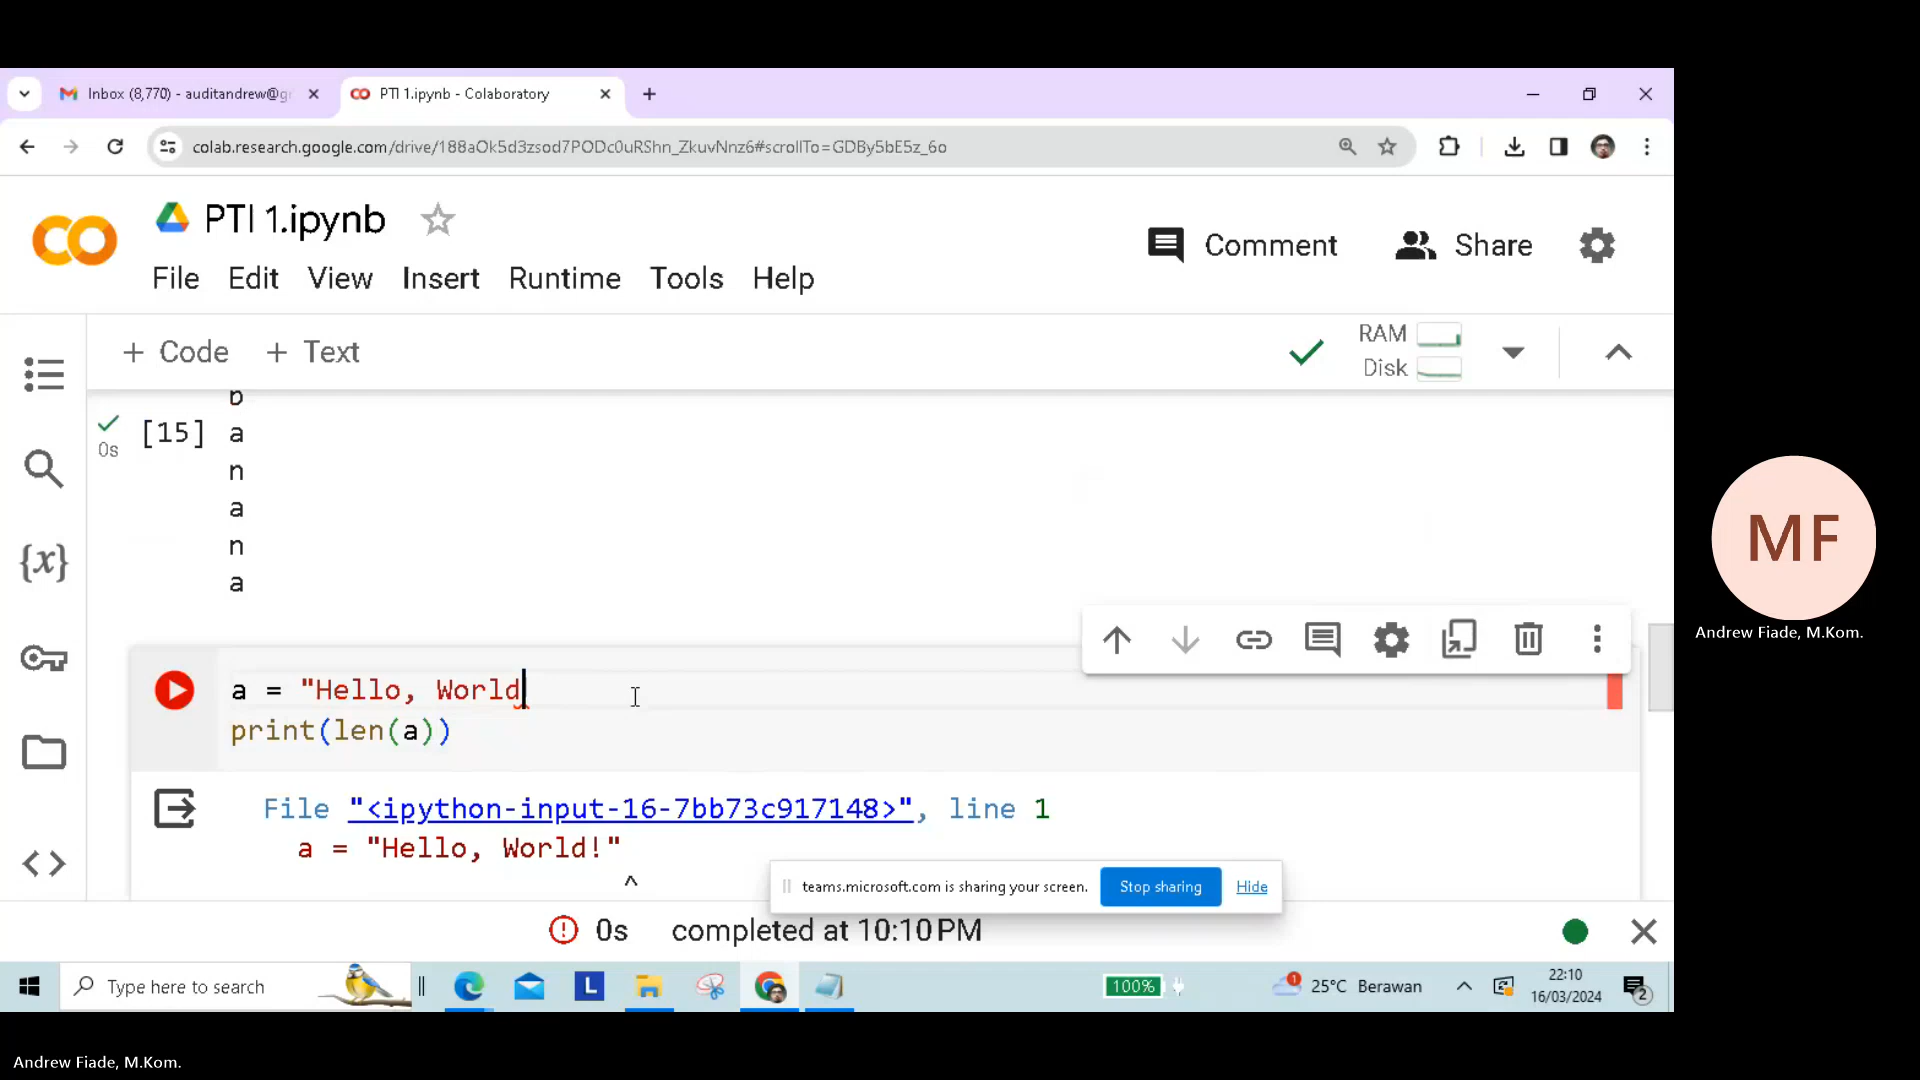 Inbox (8,770) - auditandrew@gr
PTI 1.ipynb - Colaboratory
colab.research.google.com/drive/188aOk5d3zsod7PODc0uRShn_ZkuvNnz6#scrollTo=GDBy5bE5z_6o
PTI 1.ipynb
Comment
Share
File Edit View Insert Runtime Tools Help
+ Code + Text
RAM
Disk
b
[15] a
0s
n
a
n
a
{x}
a = "Hello, World
print(len(a))
File "<ipython-input-16-7bb73c917148>", line 1
a = "Hello, World!"
^
teams.microsoft.com is sharing your screen. Stop sharing Hide
0s completed at 10:10 PM
Type here to search
L
100%
1
25°C Berawan
22:10
16/03/2024
2
MF
Andrew Fiade, M.Kom.
Andrew Fiade, M.Kom.